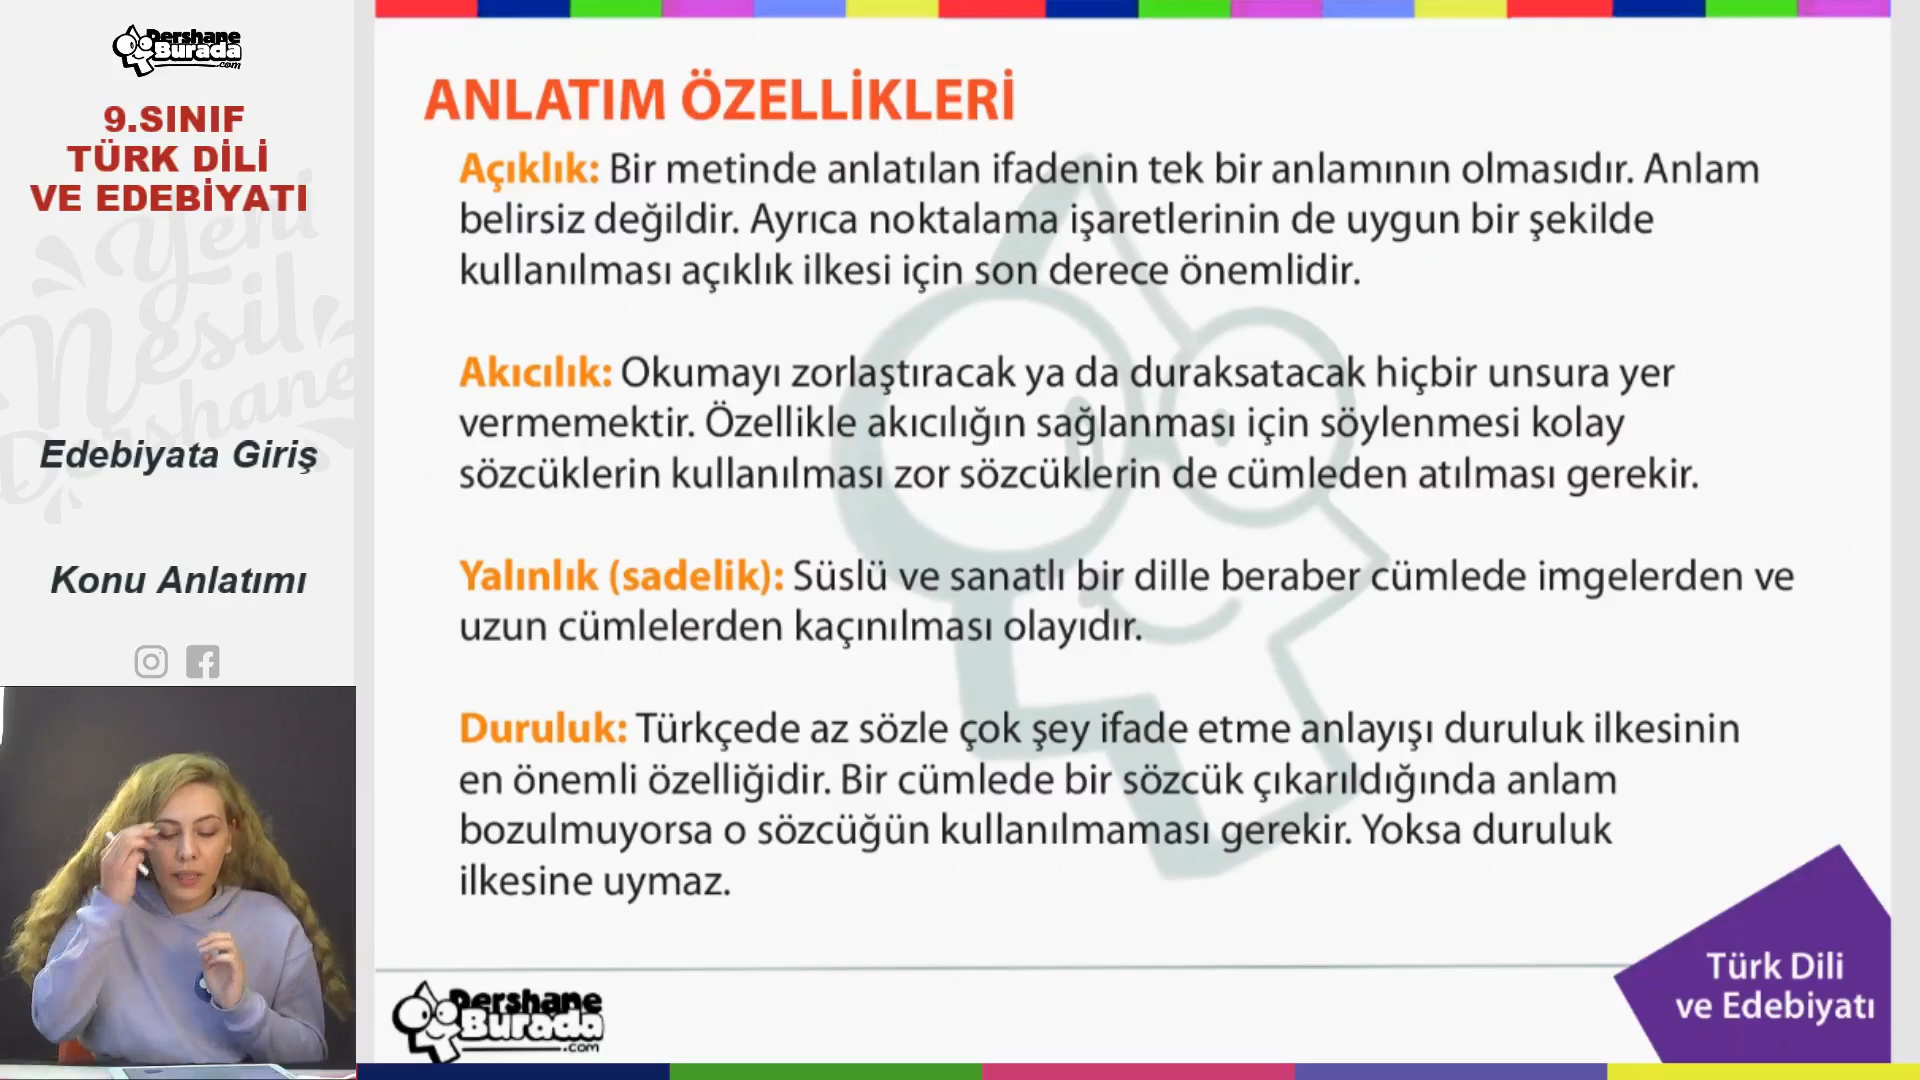 Dershane
Burada
.com
9.SINIF
TÜRK DİLİ
VE EDEBİYATI
Yeni
Nesil
Dershane
Edebiyata Giriş
Konu Anlatımı
ANLATIM ÖZELLİKLERİ
Açıklık: Bir metinde anlatılan ifadenin tek bir anlamının olmasıdır. Anlam
belirsiz değildir. Ayrıca noktalama işaretlerinin de uygun bir şekilde
kullanılması açıklık ilkesi için son derece önemlidir.
Akıcılık: Okumayı zorlaştıracak ya da duraksatacak hiçbir unsura yer
vermemektir. Özellikle akıcılığın sağlanması için söylenmesi kolay
sözcüklerin kullanılması zor sözcüklerin de cümleden atılması gerekir.
Yalınlık (sadelik): Süslü ve sanatlı bir dille beraber cümlede imgelerden ve
uzun cümlelerden kaçınılması olayıdır.
Duruluk: Türkçede az sözle çok şey ifade etme anlayışı duruluk ilkesinin
en önemli özelliğidir. Bir cümlede bir sözcük çıkarıldığında anlam
bozulmuyorsa o sözcüğün kullanılmaması gerekir. Yoksa duruluk
ilkesine uymaz.
Dershane
Burada
.com
Türk Dili
ve Edebiyatı